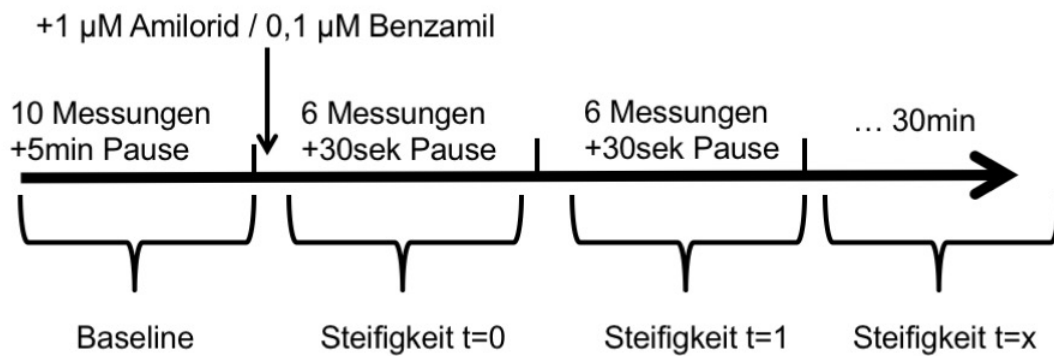 +1 µM Amilorid / 0,1 µM Benzamil
10 Messungen
+5min Pause
6 Messungen
+30sek Pause
6 Messungen
+30sek Pause
... 30min
Baseline
Steifigkeit t=0
Steifigkeit t=1
Steifigkeit t=x